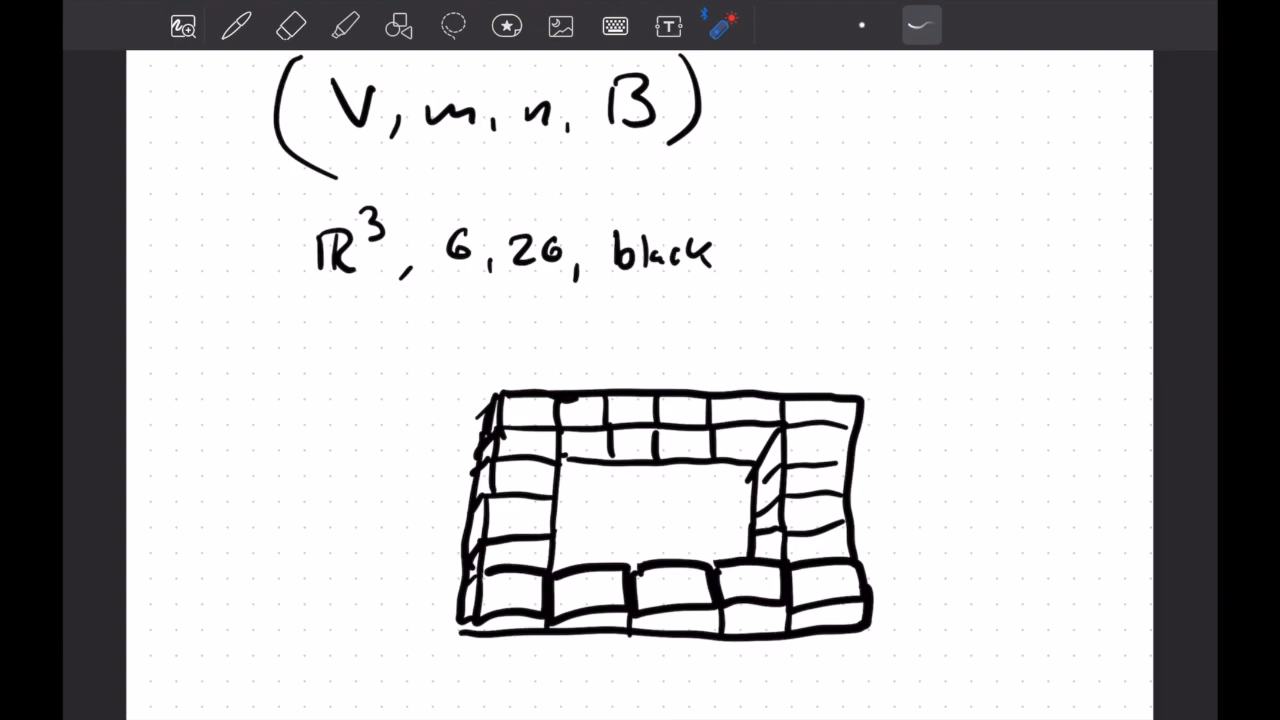 (V, m, n, B)
ℝ³, 6, 26, black